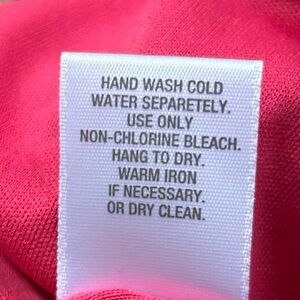 HAND WASH COLD
WATER SEPARETELY.
USE ONLY
NON-CHLORINE BLEACH.
HANG TO DRY.
WARM IRON
IF NECESSARY.
OR DRY CLEAN.